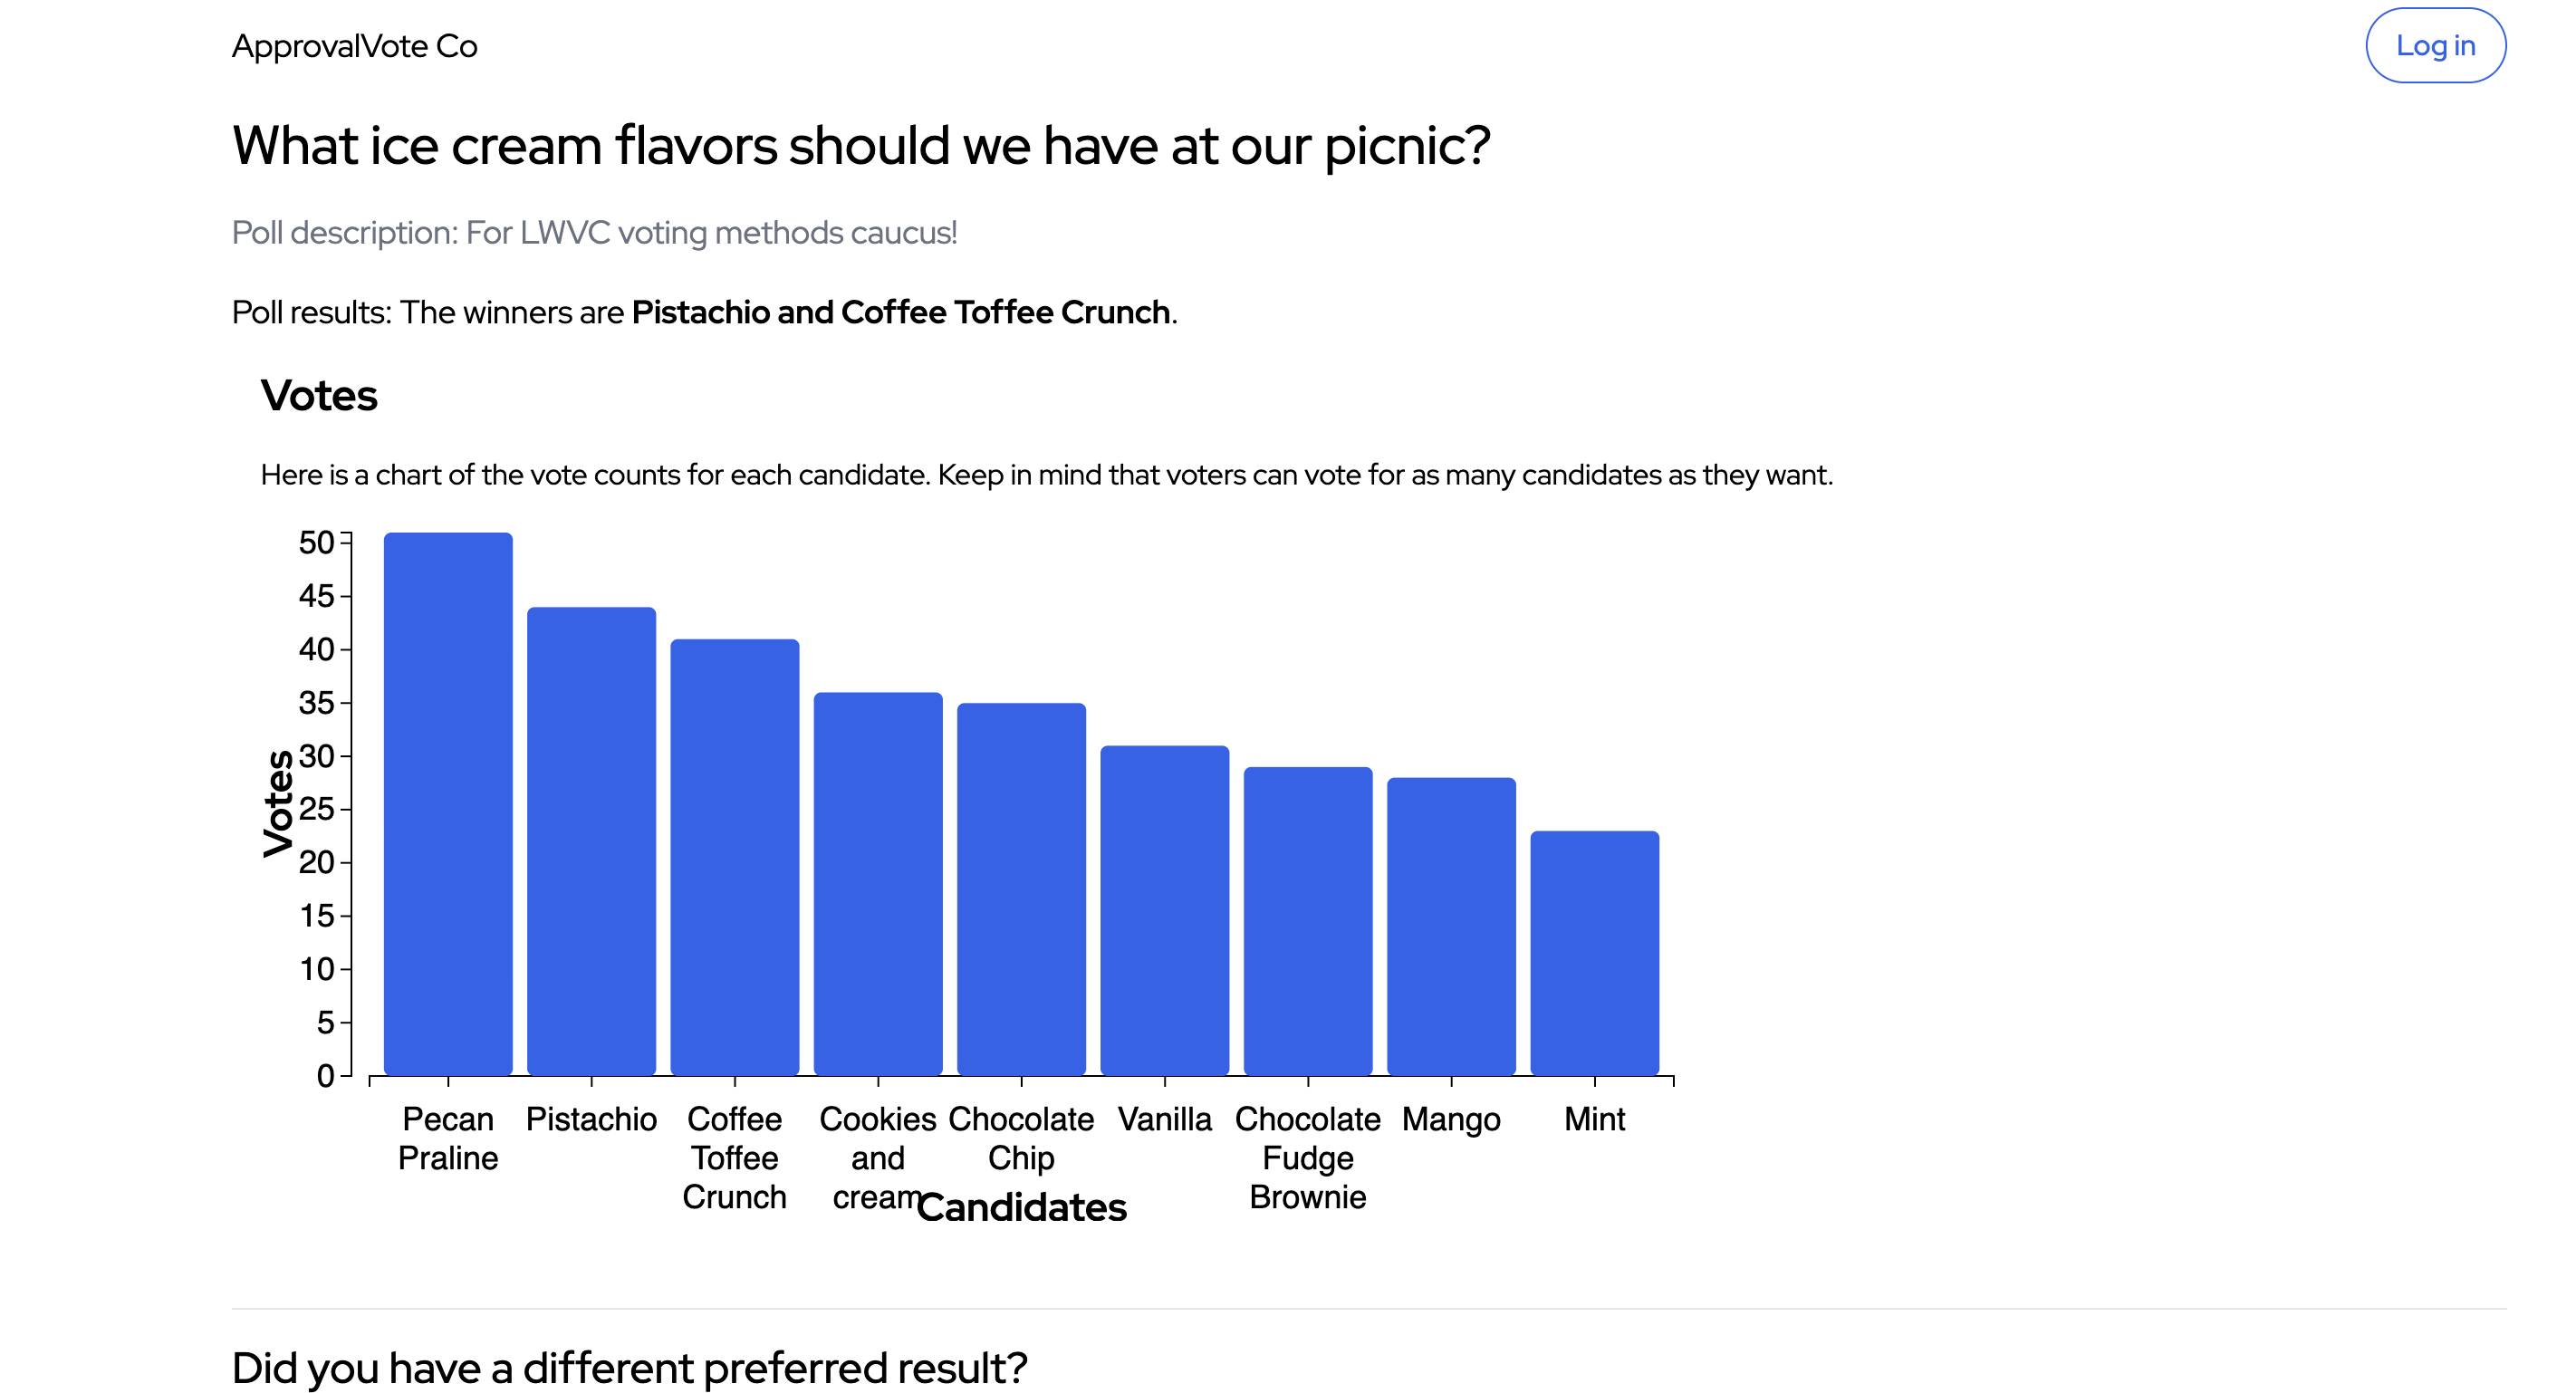 ApprovalVote Co
Log in
What ice cream flavors should we have at our picnic?
Poll description: For LWVC voting methods caucus!
Poll results: The winners are Pistachio and Coffee Toffee Crunch.
Votes
Here is a chart of the vote counts for each candidate. Keep in mind that voters can vote for as many candidates as they want.
Votes
50
45
40
35
30
25
20
15
10
5
0
Pecan
Praline
Pistachio
Coffee
Toffee
Crunch
Cookies
and
cream
Chocolate
Chip
Vanilla
Chocolate
Fudge
Brownie
Mango
Mint
Candidates
Did you have a different preferred result?